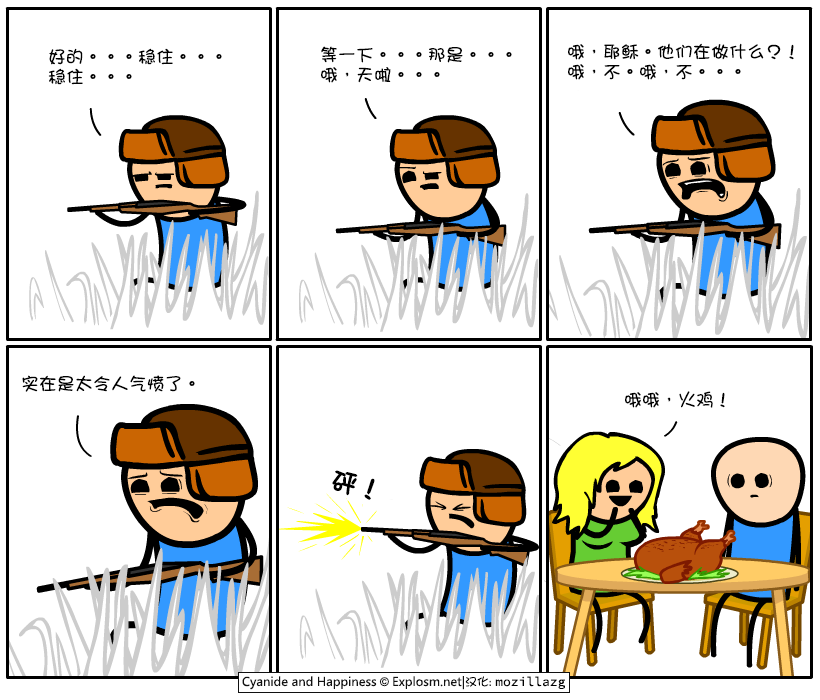 好的。。。稳住。。。
稳住。。。
等一下。。。那是。。。
哦，天啦。。。
哦，耶稣。他们在做什么？！
哦，不。哦，不。。。
实在是太令人气愤了。
砰！
哦哦，火鸡！
Cyanide and Happiness © Explosm.net|汉化: mozillazg